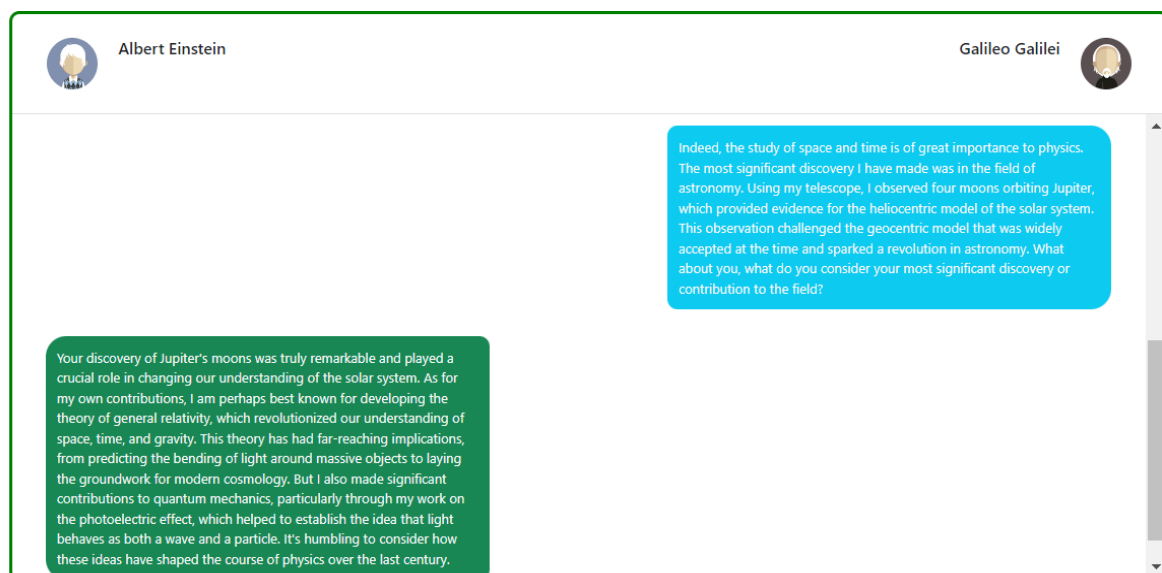 Albert Einstein
Galileo Galilei
Indeed, the study of space and time is of great importance to physics.
The most significant discovery I have made was in the field of
astronomy. Using my telescope, I observed four moons orbiting Jupiter,
which provided evidence for the heliocentric model of the solar system.
This observation challenged the geocentric model that was widely
accepted at the time and sparked a revolution in astronomy. What
about you, what do you consider your most significant discovery or
contribution to the field?
Your discovery of Jupiter's moons was truly remarkable and played a
crucial role in changing our understanding of the solar system. As for
my own contributions, I am perhaps best known for developing the
theory of general relativity, which revolutionized our understanding of
space, time, and gravity. This theory has had far-reaching implications,
from predicting the bending of light around massive objects to laying
the groundwork for modern cosmology. But I also made significant
contributions to quantum mechanics, particularly through my work on
the photoelectric effect, which helped to establish the idea that light
behaves as both a wave and a particle. It's humbling to consider how
these ideas have shaped the course of physics over the last century.